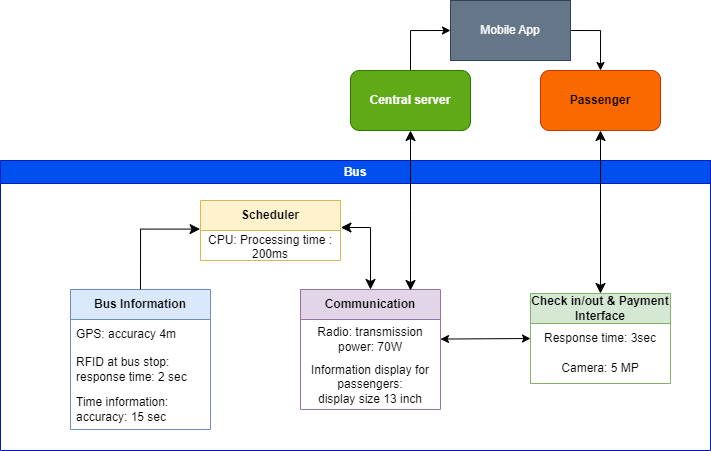 Mobile App
Central server
Passenger
Bus
Scheduler
CPU: Processing time :
200ms
Bus Information
GPS: accuracy 4m
RFID at bus stop:
response time: 2 sec
Time information:
accuracy: 15 sec
Communication
Radio: transmission
power: 70W
Information display for
passengers:
display size 13 inch
Check in/out & Payment
Interface
Response time: 3sec
Camera: 5 MP